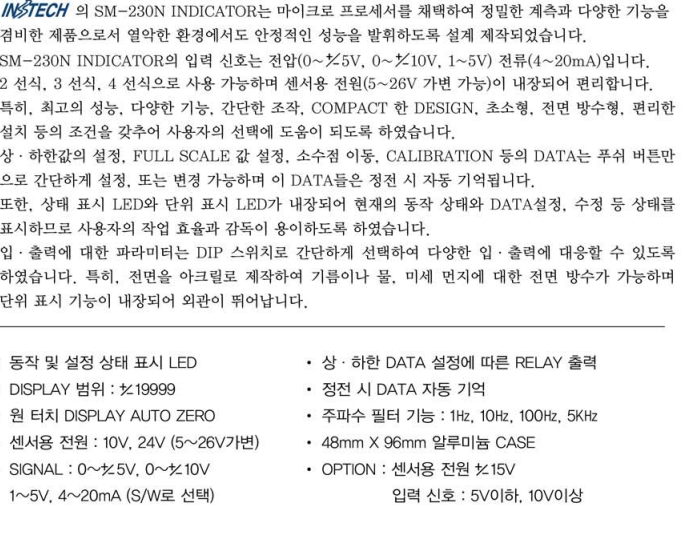 INSTECH 의 SM-230N INDICATOR는 마이크로 프로세서를 채택하여 정밀한 계측과 다양한 기능을
겸비한 제품으로서 열악한 환경에서도 안정적인 성능을 발휘하도록 설계 제작되었습니다.
SM-230N INDICATOR의 입력 신호는 전압(0~+/-5V, 0~+/-10V, 1~5V) 전류(4~20mA)입니다.
2 선식, 3 선식, 4 선식으로 사용 가능하며 센서용 전원(5~26V 가변 가능)이 내장되어 편리합니다.
특히, 최고의 성능, 다양한 기능, 간단한 조작, COMPACT 한 DESIGN, 초소형, 전면 방수형, 편리한
설치 등의 조건을 갖추어 사용자의 선택에 도움이 되도록 하였습니다.
상 · 하한값의 설정, FULL SCALE 값 설정, 소수점 이동, CALIBRATION 등의 DATA는 푸쉬 버튼만
으로 간단하게 설정, 또는 변경 가능하며 이 DATA들은 정전 시 자동 기억됩니다.
또한, 상태 표시 LED와 단위 표시 LED가 내장되어 현재의 동작 상태와 DATA설정, 수정 등 상태를
표시하므로 사용자의 작업 효율과 감독이 용이하도록 하였습니다.
입 · 출력에 대한 파라미터는 DIP 스위치로 간단하게 선택하여 다양한 입 · 출력에 대응할 수 있도록
하였습니다. 특히, 전면을 아크릴로 제작하여 기름이나 물, 미세 먼지에 대한 전면 방수가 가능하며
단위 표시 기능이 내장되어 외관이 뛰어납니다.
동작 및 설정 상태 표시 LED
DISPLAY 범위 : +/-19999
원 터치 DISPLAY AUTO ZERO
센서용 전원 : 10V, 24V (5~26V가변)
SIGNAL : 0~+/-5V, 0~+/-10V
1~5V, 4~20mA (S/W로 선택)
• 상 · 하한 DATA 설정에 따른 RELAY 출력
• 정전 시 DATA 자동 기억
• 주파수 필터 기능 : 1Hz, 10Hz, 100Hz, 5KHz
• 48mm X 96mm 알루미늄 CASE
• OPTION : 센서용 전원 +/-15V
입력 신호 : 5V이하, 10V이상